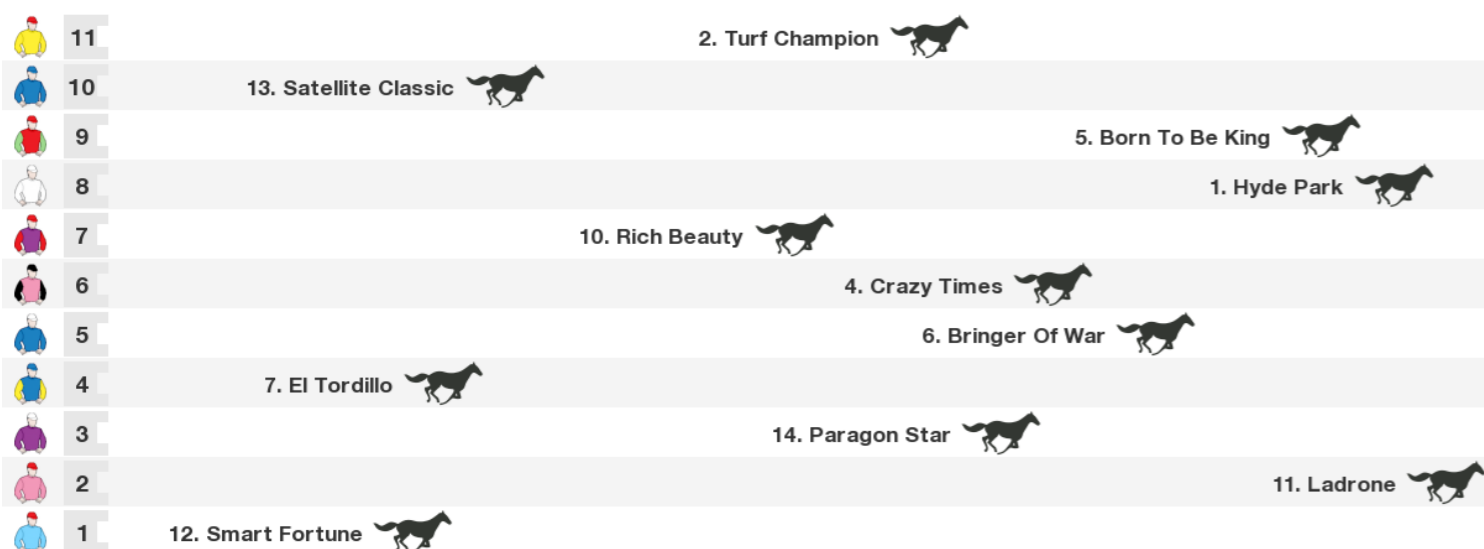 11 2. Turf Champion
10 13. Satellite Classic
9 5. Born To Be King
8 1. Hyde Park
7 10. Rich Beauty
6 4. Crazy Times
5 6. Bringer Of War
4 7. El Tordillo
3 14. Paragon Star
2 11. Ladrone
1 12. Smart Fortune